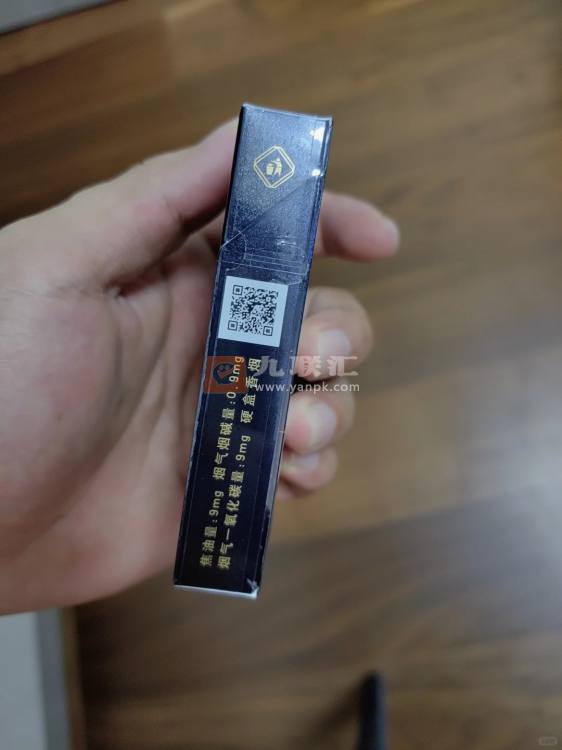 焦油量:9mg 烟气烟碱量:0.9mg
烟气一氧化碳量:9mg 硬盒香烟
九联汇
www.yanpk.com